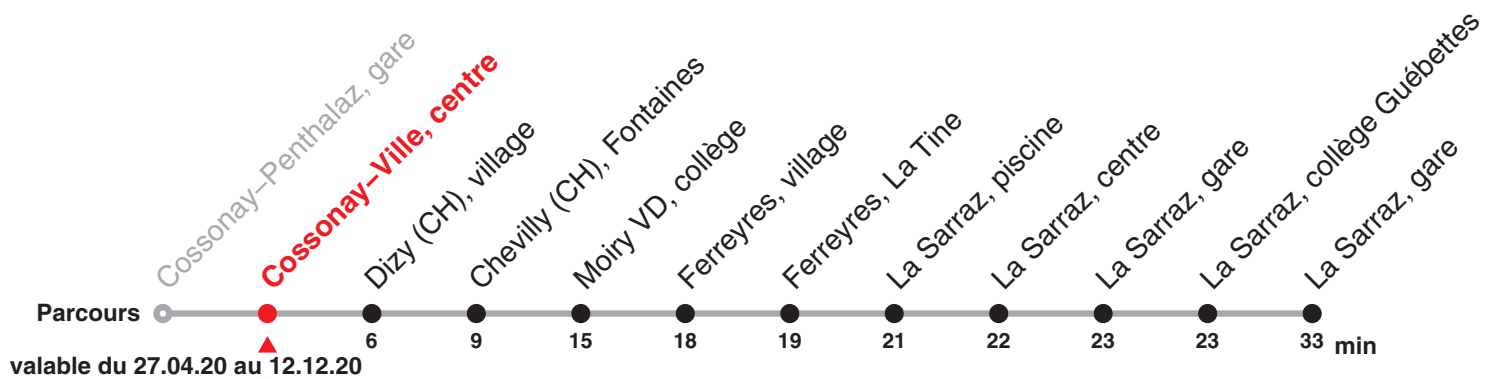 Cossonay–Penthalaz, gare
Cossonay–Ville, centre
Dizy (CH), village
Chevilly (CH), Fontaines
Moiry VD, collège
Ferreyres, village
Ferreyres, La Tine
La Sarraz, piscine
La Sarraz, centre
La Sarraz, gare
La Sarraz, collège Guébettes
La Sarraz, gare
Parcours
6 9 15 18 19 21 22 23 23 33 min
valable du 27.04.20 au 12.12.20